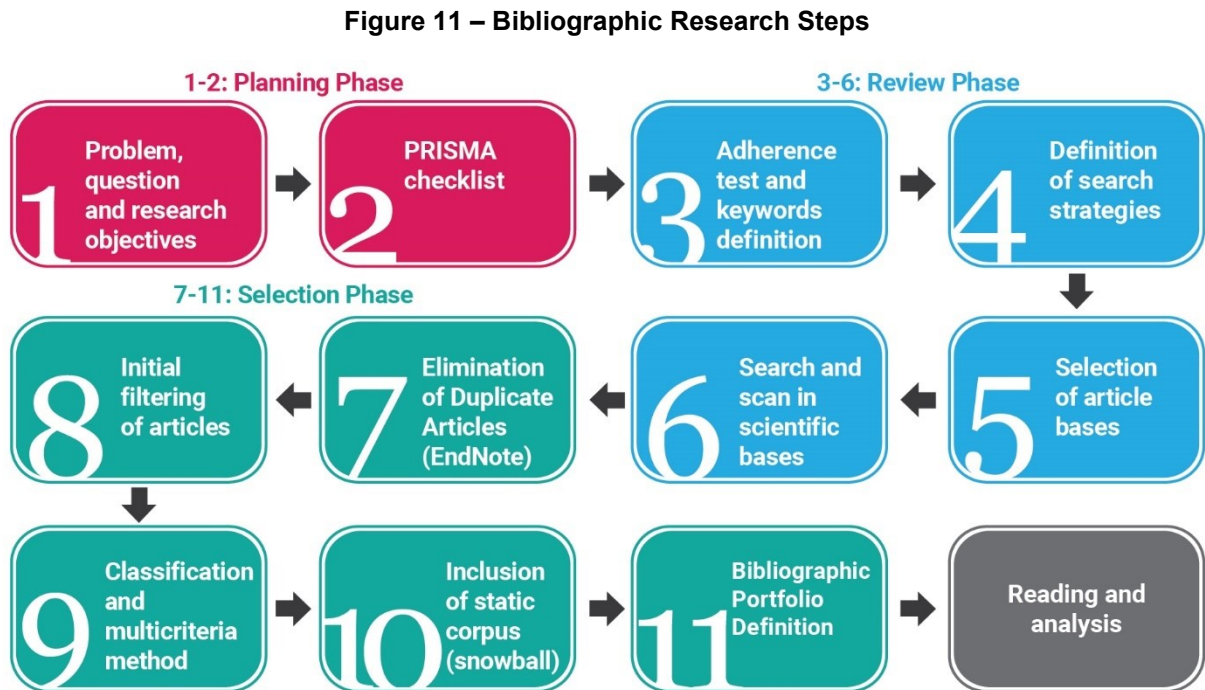 Figure 11 – Bibliographic Research Steps
1-2: Planning Phase
3-6: Review Phase
1
Problem,
question
and research
objectives
2
PRISMA
checklist
3
Adherence
test and
keywords
definition
4
Definition
of search
strategies
7-11: Selection Phase
5
Selection
of article
bases
6
Search and
scan in
scientific
bases
7
Elimination
of Duplicate
Articles
(EndNote)
8
Initial
filtering
of articles
9
Classification
and
multicriteria
method
10
Inclusion
of static
corpus
(snowball)
11
Bibliographic
Portfolio
Definition
Reading and
analysis